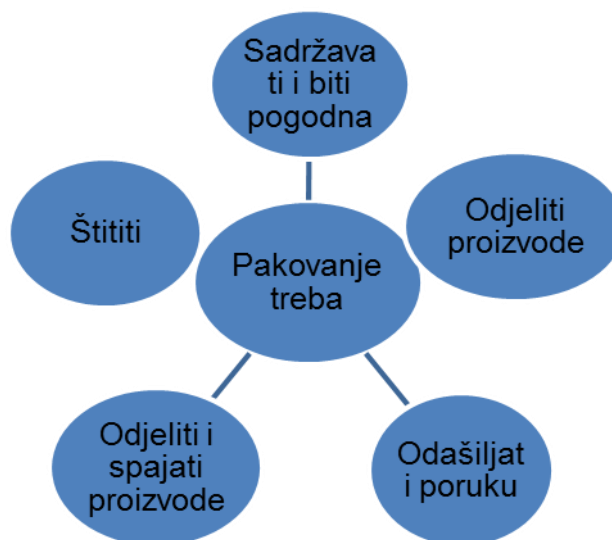 Sadržava
ti i biti
pogodna
Štititi
Odjeliti
proizvode
Pakovanje
treba
Odjeliti i
spajati
proizvode
Odašiljat
i poruku